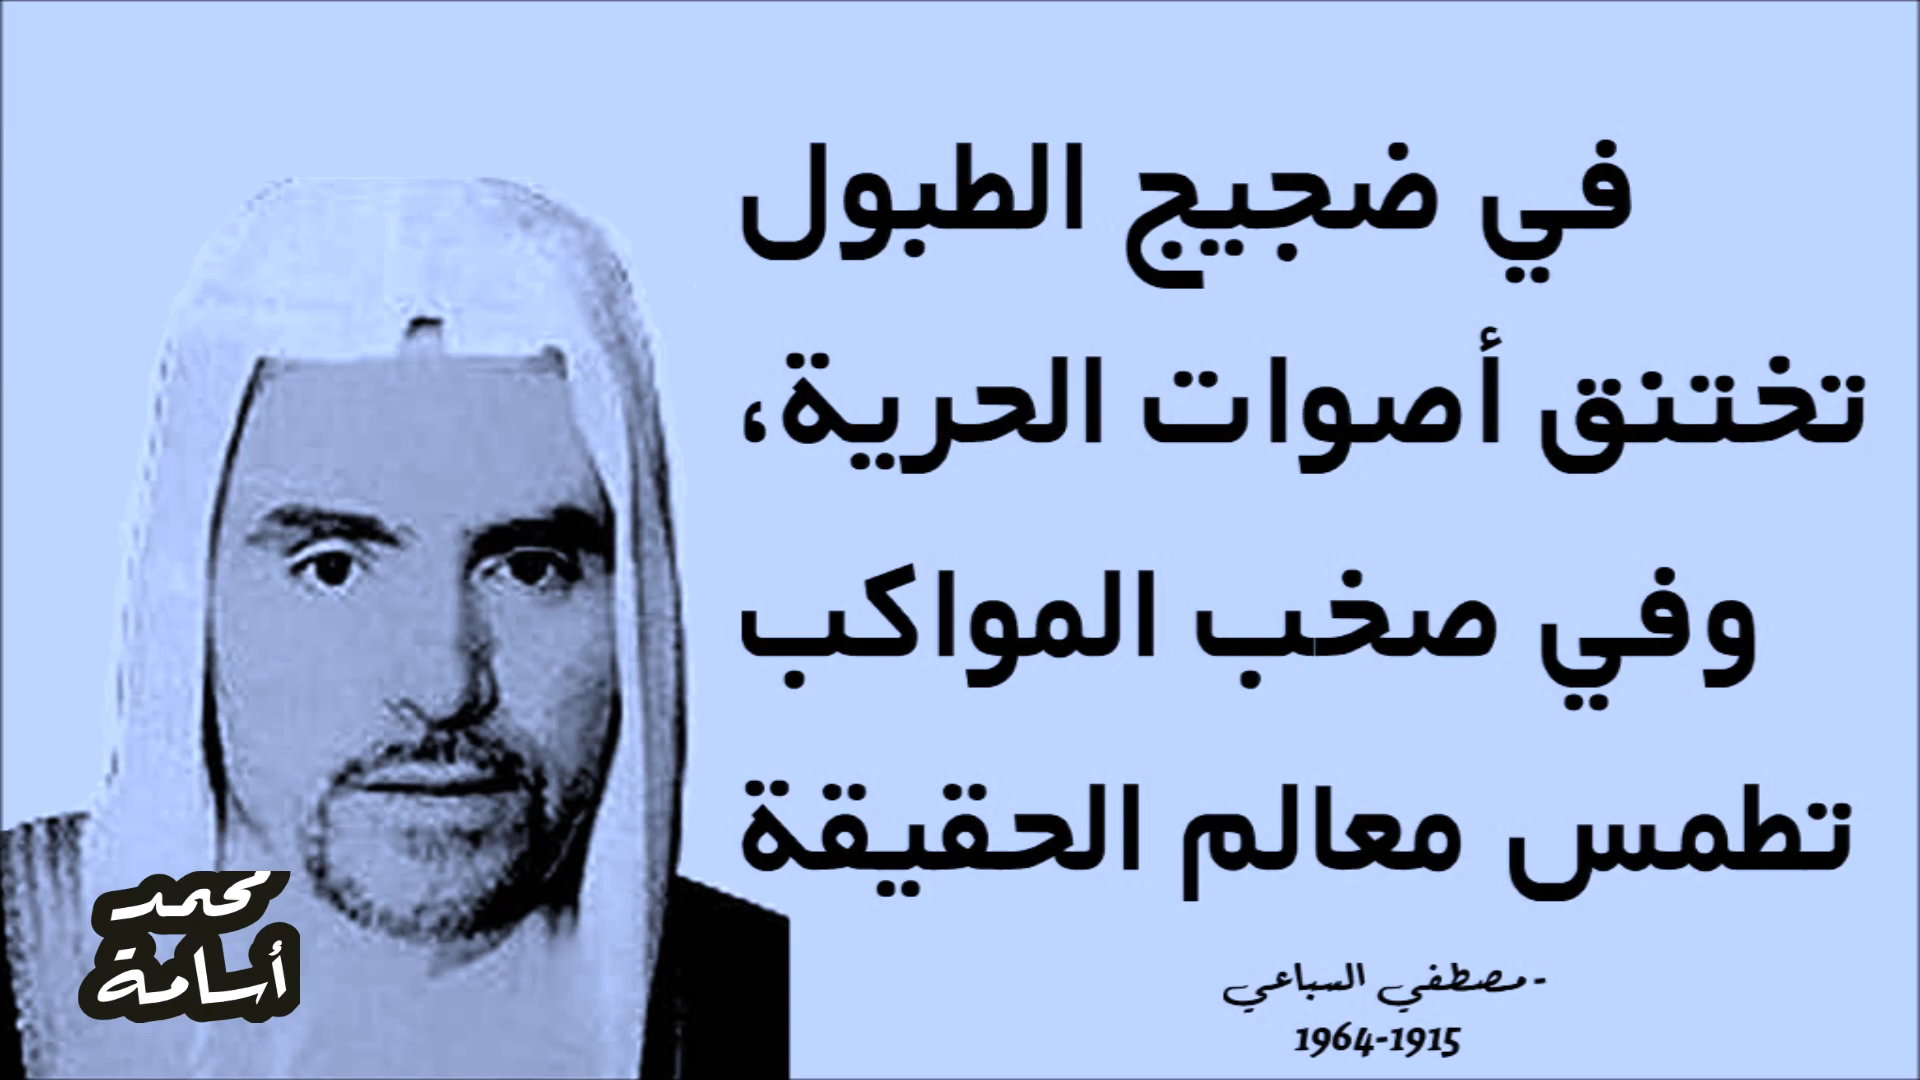 في ضجيج الطبول
تختنق أصوات الحرية،
وفي صخب المواكب
تطمس معالم الحقيقة
-مصطفي السباعي
1964-1915
محمد
أسامة